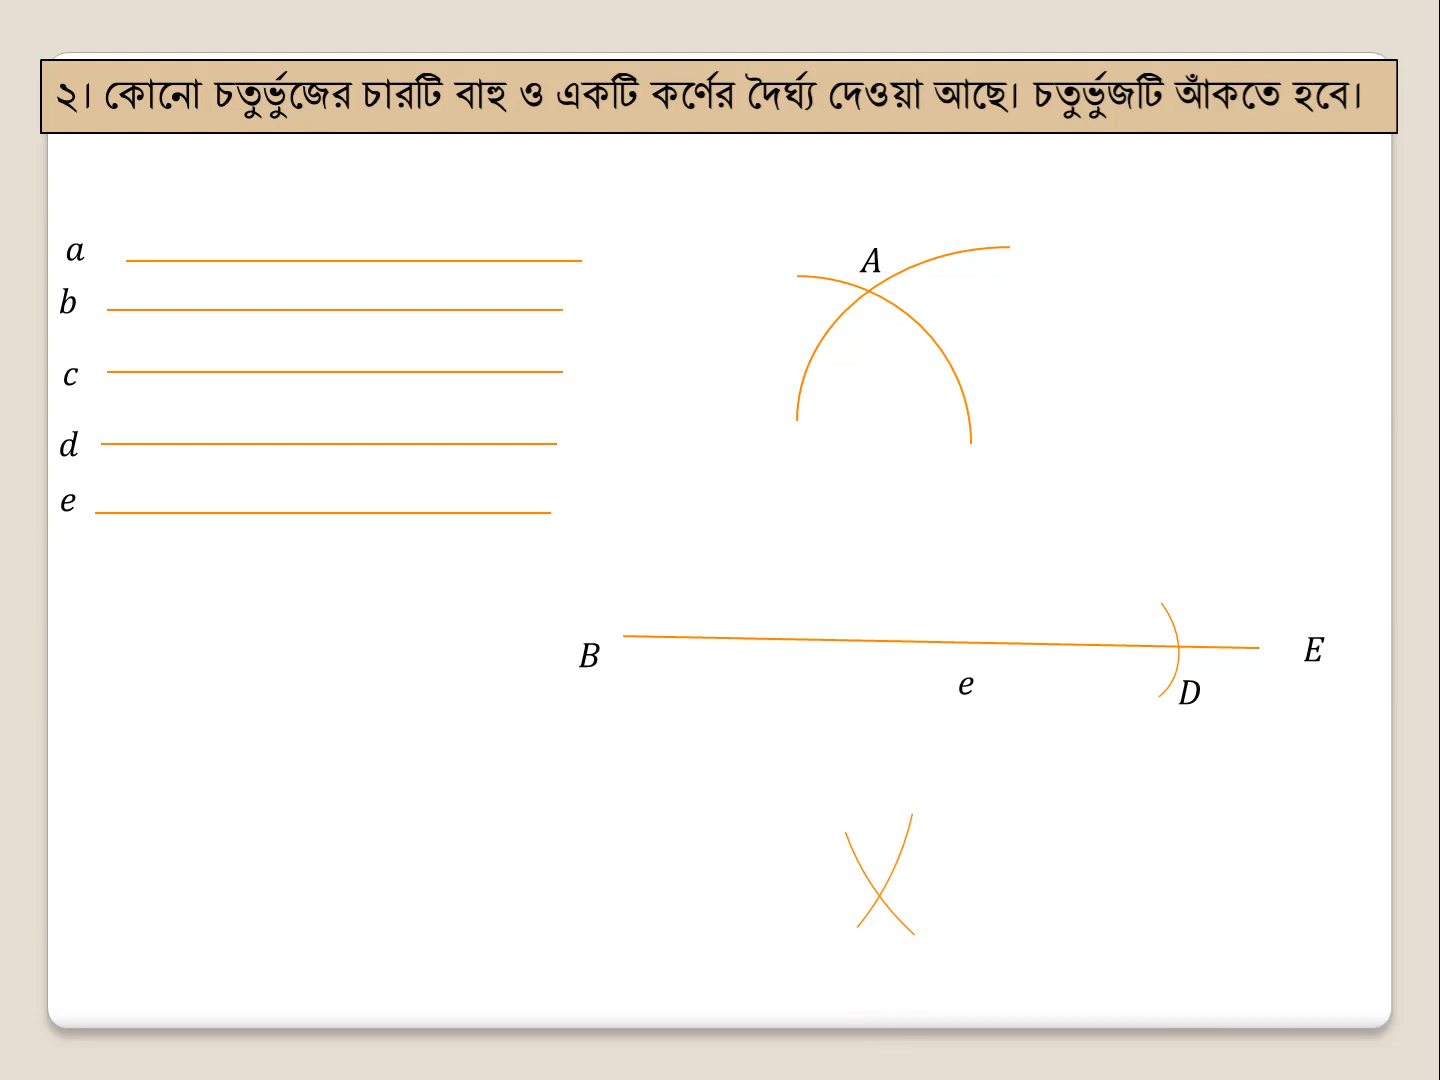 ২। কোনো চতুর্ভুজের চারটি বাহু ও একটি কর্ণের দৈর্ঘ্য দেওয়া আছে। চতুর্ভুজটি আঁকতে হবে।
a
b
c
d
e
A
B
e
D
E